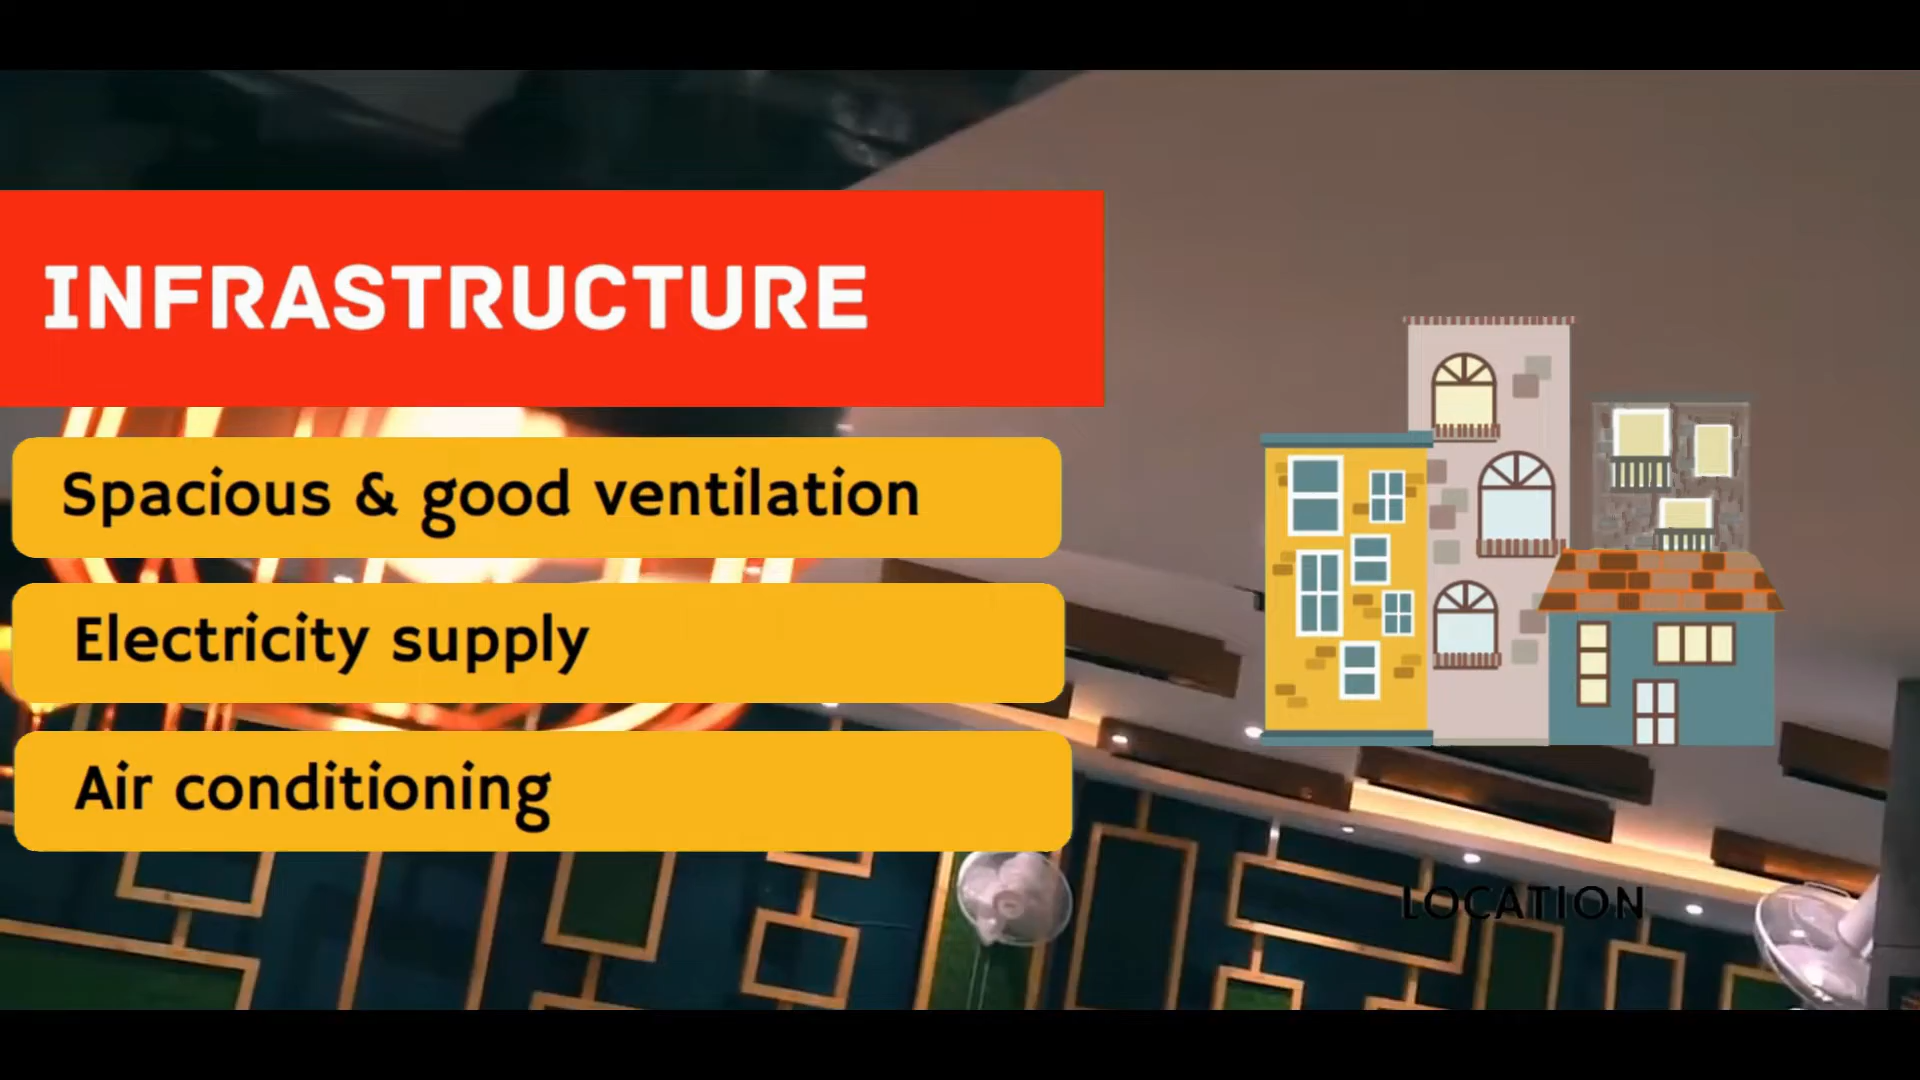 INFRASTRUCTURE
Spacious & good ventilation
Electricity supply
Air conditioning
LOCATION